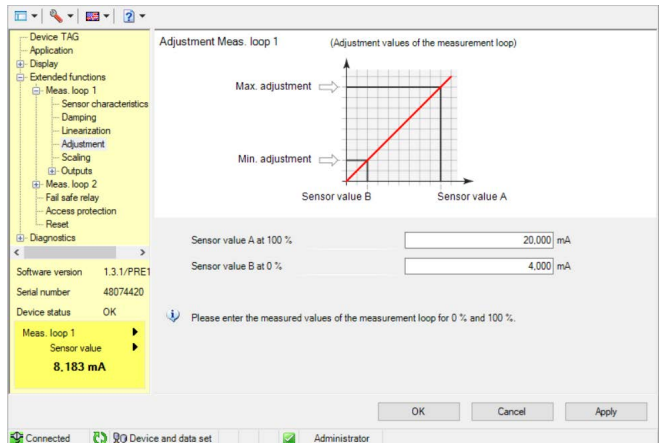 Device TAG
Application
Display
Extended functions
Meas. loop 1
Sensor characteristics
Damping
Linearization
Adjustment
Scaling
Outputs
Meas. loop 2
Fail safe relay
Access protection
Reset
Diagnostics
Software version 1.3.1/PRE1
Serial number 48074420
Device status OK
Meas. loop 1
Sensor value
8,183 mA
Adjustment Meas. loop 1 (Adjustment values of the measurement loop)
Max. adjustment
Min. adjustment
Sensor value B Sensor value A
Sensor value A at 100 % 20,000 mA
Sensor value B at 0 % 4,000 mA
Please enter the measured values of the measurement loop for 0 % and 100 %.
OK Cancel Apply
Connected Device and data set Administrator